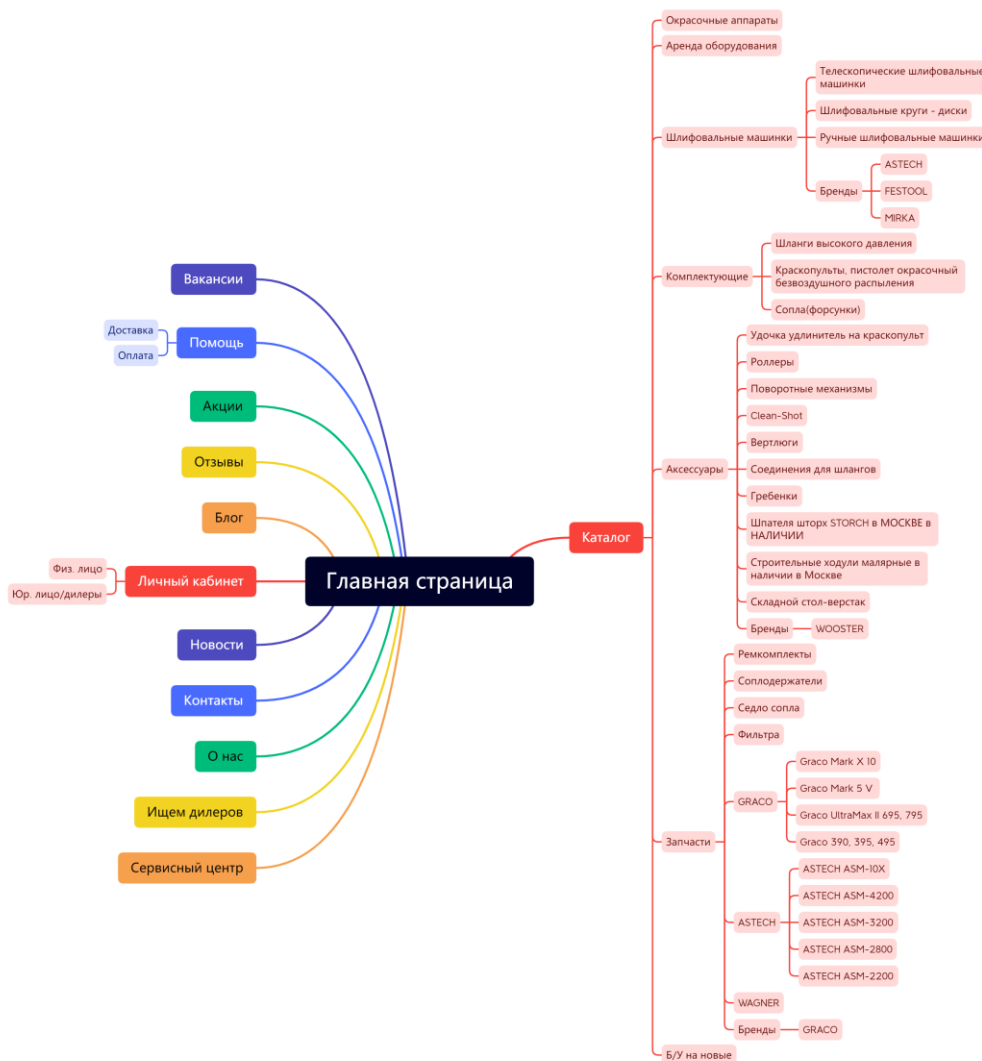 Главная страница
Вакансии
Помощь
Доставка
Оплата
Акции
Отзывы
Блог
Личный кабинет
Физ. лицо
Юр. лицо/дилеры
Новости
Контакты
О нас
Ищем дилеров
Сервисный центр
Каталог
Окрасочные аппараты
Аренда оборудования
Шлифовальные машинки
Телескопические шлифовальные
машинки
Шлифовальные круги - диски
Ручные шлифовальные машинки
Бренды
ASTECH
FESTOOL
MIRKA
Комплектующие
Шланги высокого давления
Краскопульты, пистолет окрасочный
безвоздушного распыления
Сопла(форсунки)
Аксессуары
Удочка удлинитель на краскопульт
Роллеры
Поворотные механизмы
Clean-Shot
Вертлюги
Соединения для шлангов
Гребенки
Шпателя шторх STORCH в МОСКВЕ в
НАЛИЧИИ
Строительные ходули малярные в
наличии в Москве
Складной стол-верстак
Бренды
WOOSTER
Запчасти
Ремкомплекты
Соплодержатели
Седло сопла
Фильтра
GRACO
Graco Mark X 10
Graco Mark 5 V
Graco UltraMax II 695, 795
Graco 390, 395, 495
ASTECH
ASTECH ASM-10X
ASTECH ASM-4200
ASTECH ASM-3200
ASTECH ASM-2800
ASTECH ASM-2200
WAGNER
Бренды
GRACO
Б/У на новые